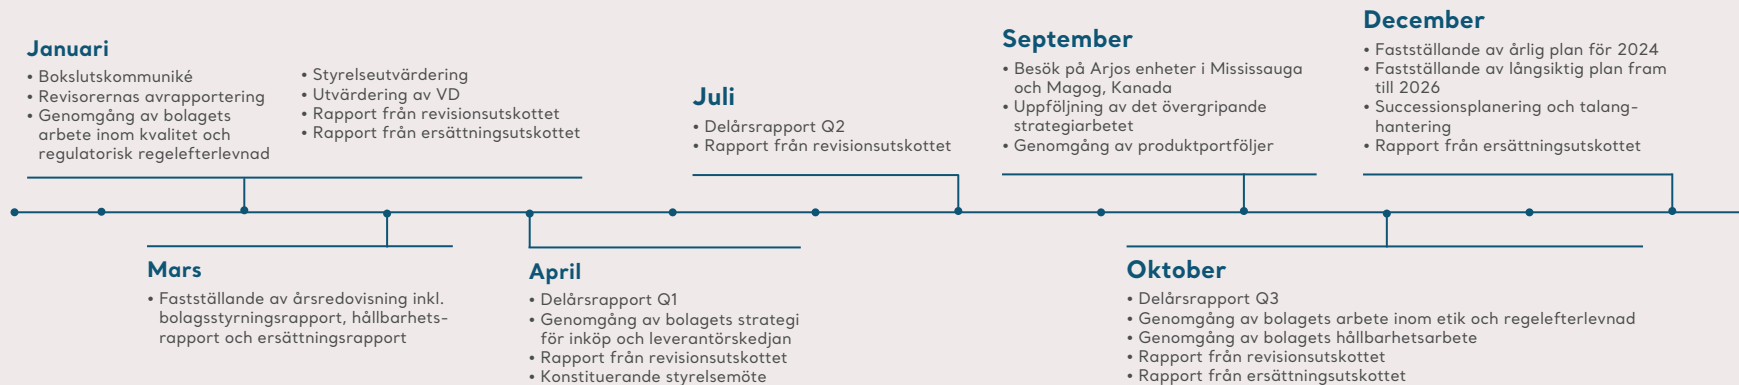 Januari
• Bokslutskommuniké
• Revisorernas avrapportering
• Genomgång av bolagets
arbete inom kvalitet och
regulatorisk regelefterlevnad
• Styrelseutvärdering
• Utvärdering av VD
• Rapport från revisionsutskottet
• Rapport från ersättningsutskottet
Mars
• Fastställande av årsredovisning inkl.
bolagsstyrningsrapport, hållbarhets-
rapport och ersättningsrapport
April
• Delårsrapport Q1
• Genomgång av bolagets strategi
för inköp och leverantörskedjan
• Rapport från revisionsutskottet
• Konstituerande styrelsemöte
Juli
• Delårsrapport Q2
• Rapport från revisionsutskottet
September
• Besök på Arjos enheter i Mississauga
och Magog, Kanada
• Uppföljning av det övergripande
strategiarbetet
• Genomgång av produktportföljer
Oktober
• Delårsrapport Q3
• Genomgång av bolagets arbete inom etik och regelefterlevnad
• Genomgång av bolagets hållbarhetsarbete
• Rapport från revisionsutskottet
• Rapport från ersättningsutskottet
December
• Fastställande av årlig plan för 2024
• Fastställande av långsiktig plan fram
till 2026
• Successionsplanering och talang-
hantering
• Rapport från ersättningsutskottet